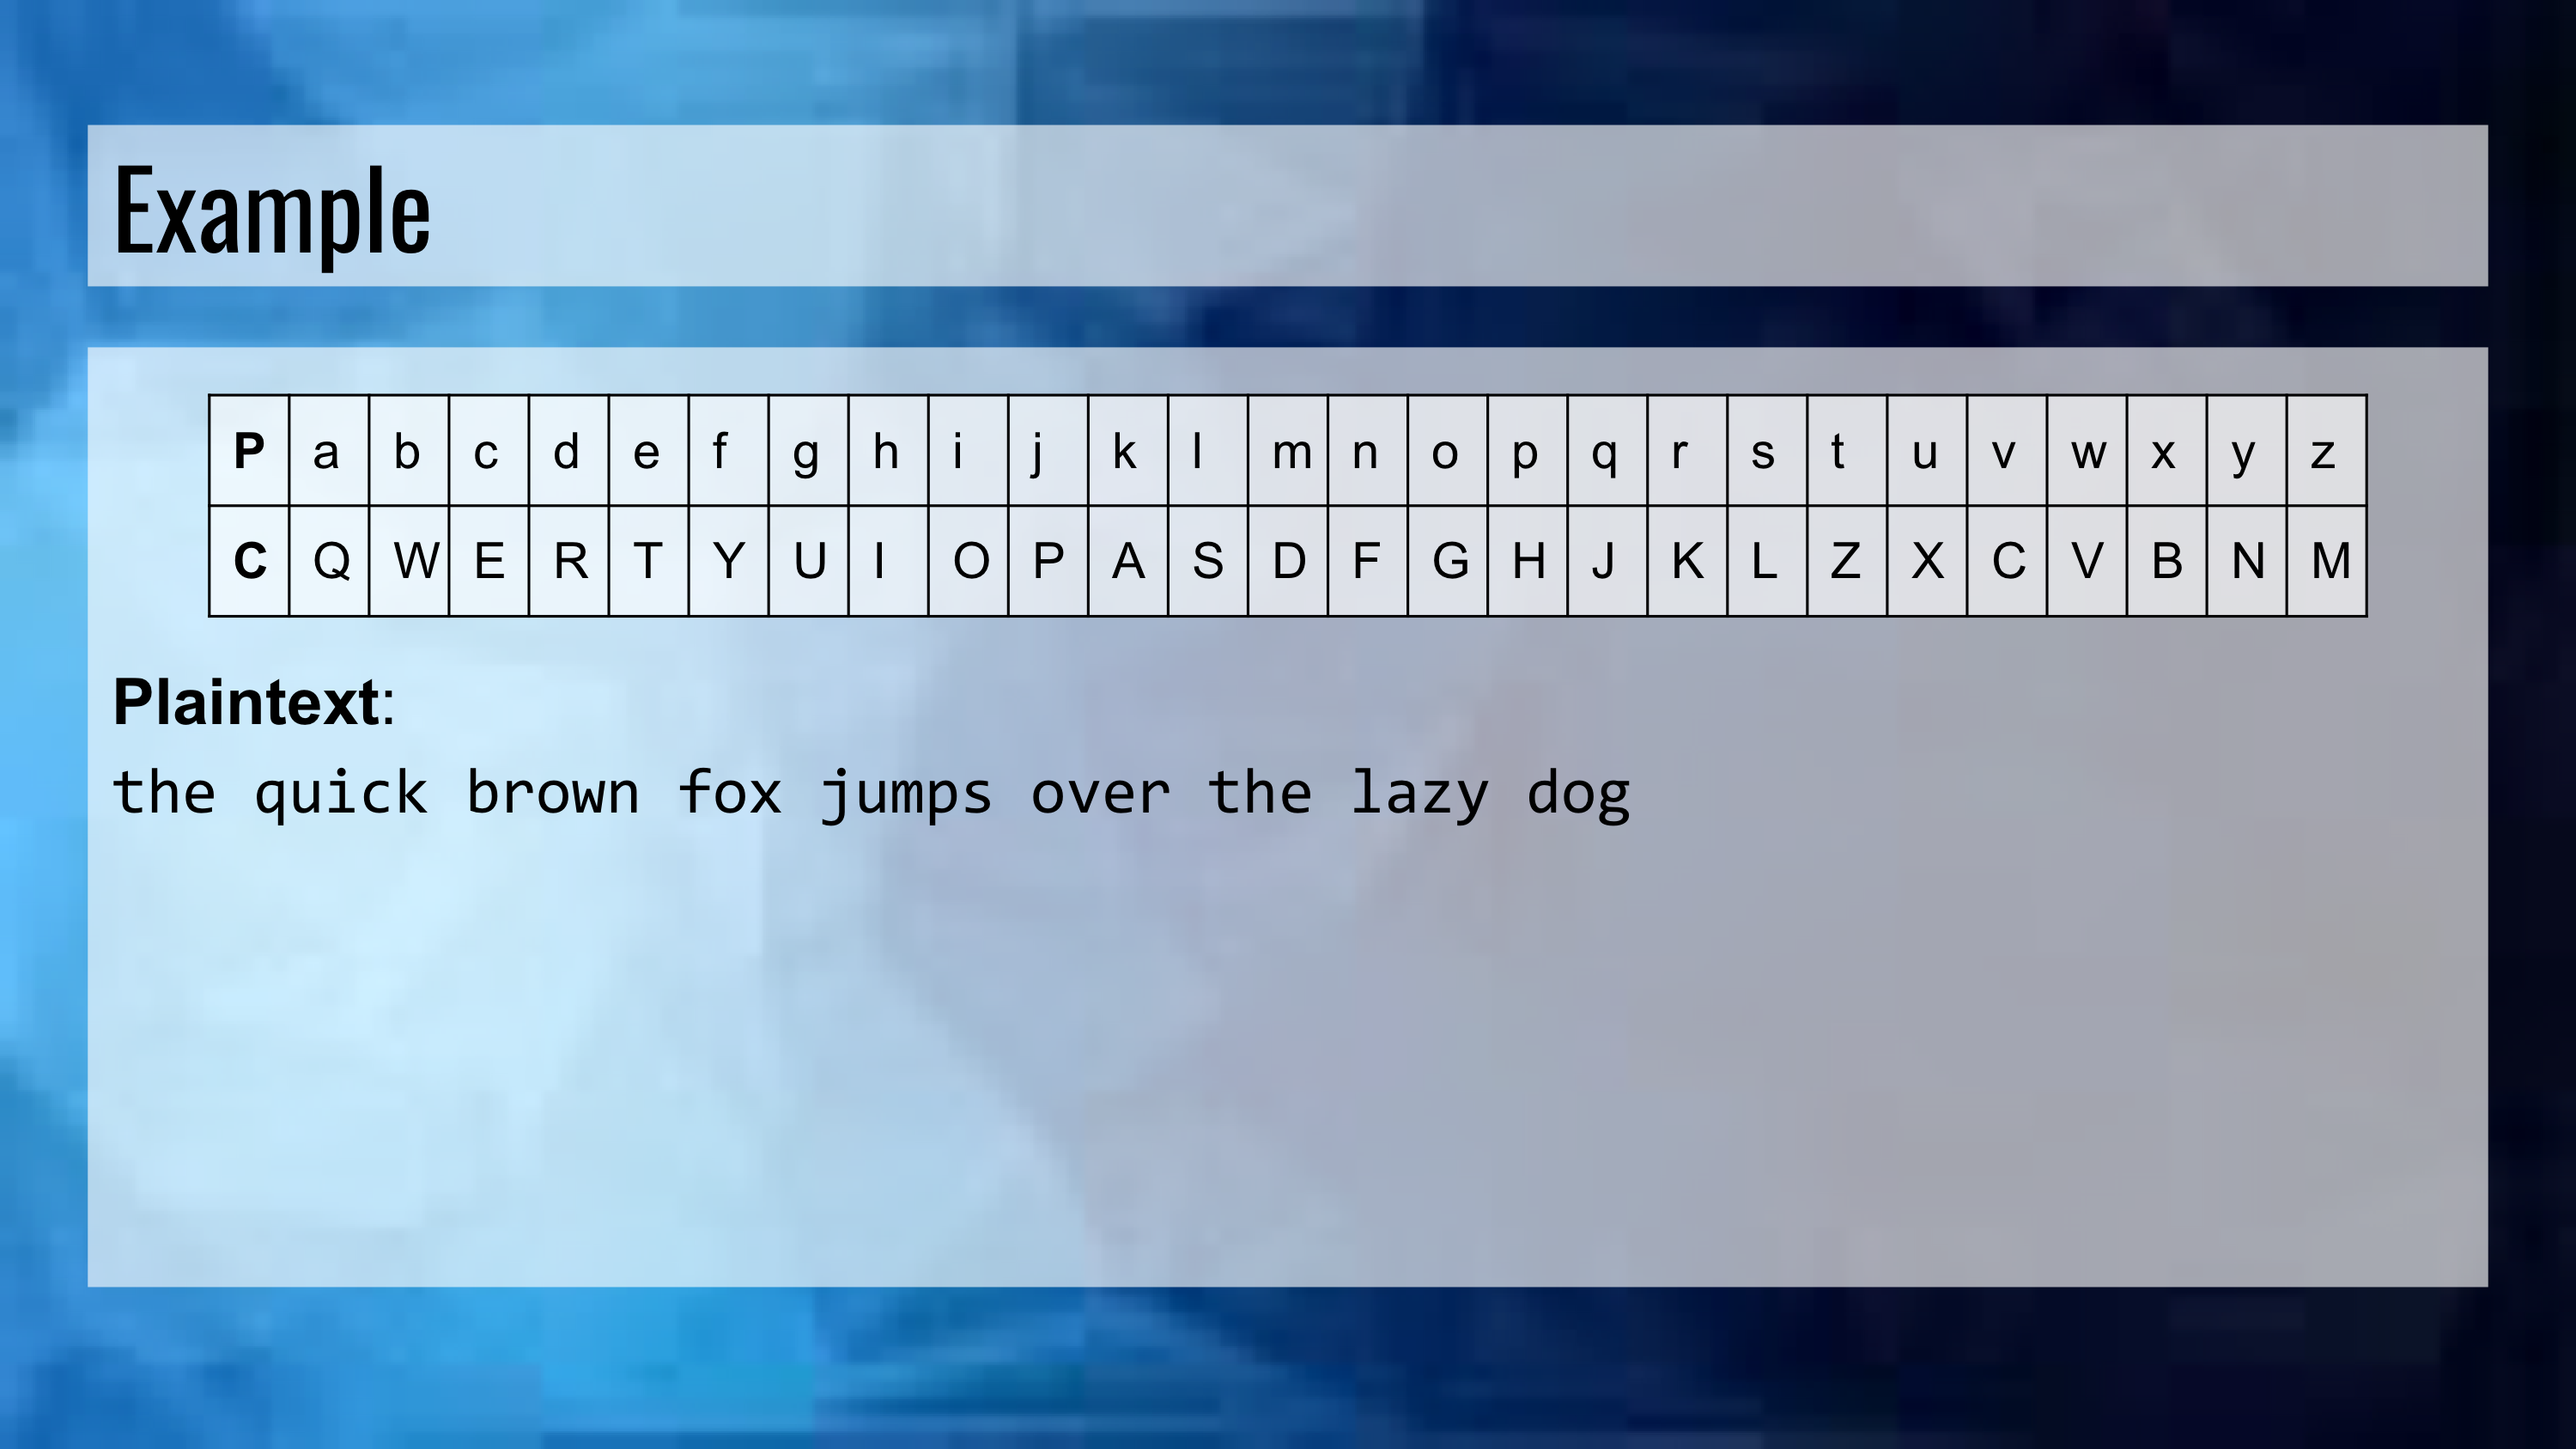 Example
P a b c d e f g h i j k l m n o p q r s t u v w x y z
C Q W E R T Y U I O P A S D F G H J K L Z X C V B N M
Plaintext:
the quick brown fox jumps over the lazy dog